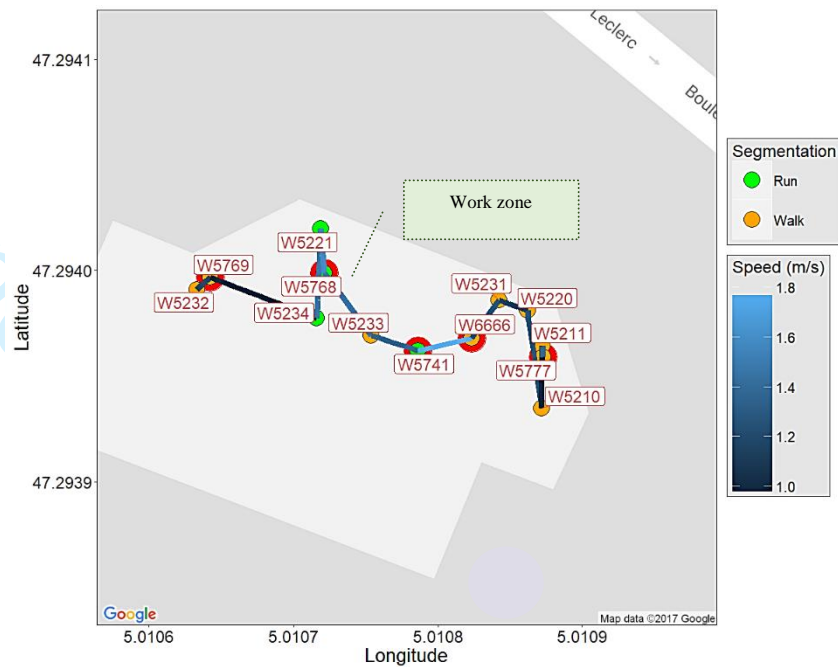 Leclerc →
Boule
47.2941
47.2940
47.2939
Latitude
Work zone
W5221
W5769
W5768
W5232
W5234
W5233
W5741
W5231
W5220
W6666
W5211
W5777
W5210
Google
Map data ©2017 Google
5.0106
5.0107
5.0108
5.0109
Longitude
Segmentation
Run
Walk
Speed (m/s)
1.8
1.6
1.4
1.2
1.0